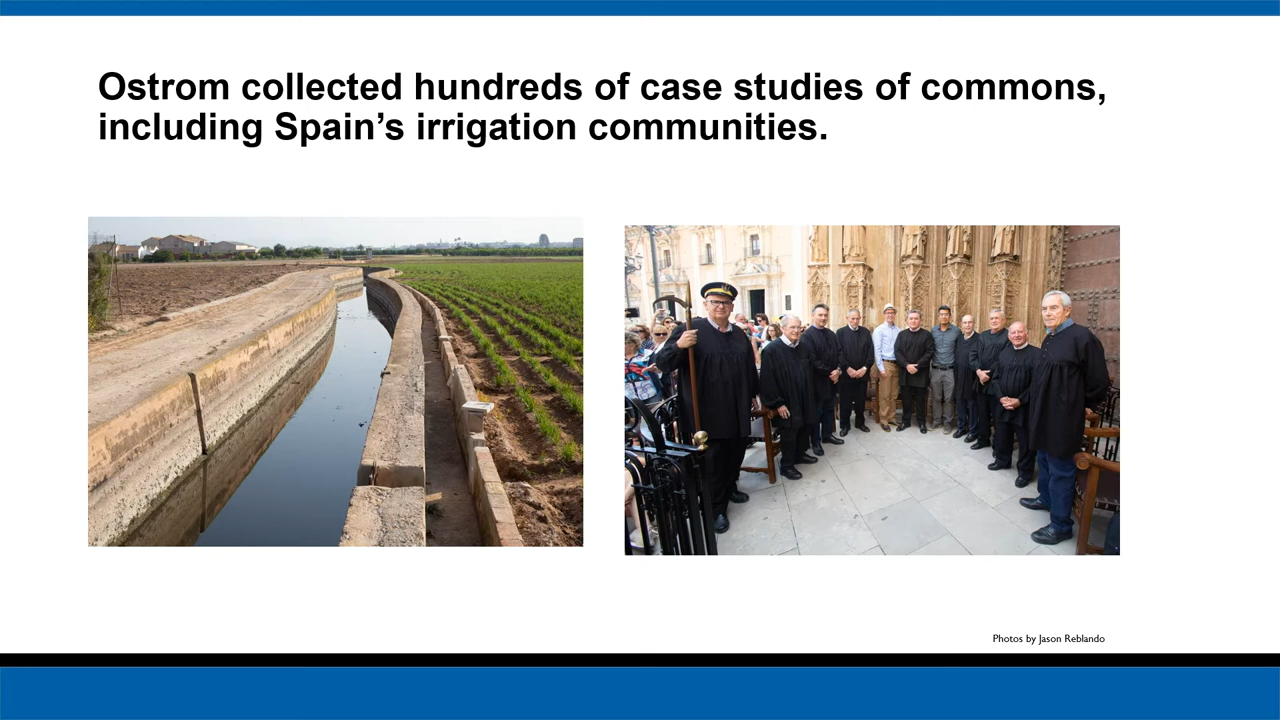 Ostrom collected hundreds of case studies of commons,
including Spain’s irrigation communities.
Photos by Jason Reblando